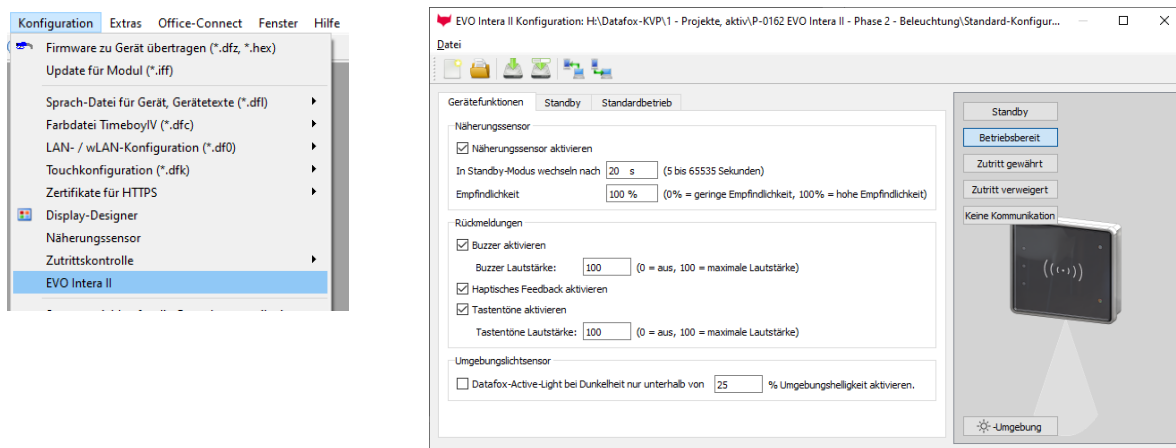 Konfiguration Extras Office-Connect Fenster Hilfe
Firmware zu Gerät übertragen (*.dfz, *.hex)
Update für Modul (*.iff)
Sprach-Datei für Gerät, Gerätetexte (*.dfl)
Farbdatei TimeboyIV (*.dfc)
LAN- / wLAN-Konfiguration (*.df0)
Touchkonfiguration (*.dfk)
Zertifikate für HTTPS
Display-Designer
Näherungssensor
Zutrittskontrolle
EVO Intera II
EVO Intera II Konfiguration: H:\Datafox-KVP\1 - Projekte, aktiv\P-0162 EVO Intera II - Phase 2 - Beleuchtung\Standard-Konfigur...
Datei
Gerätefunktionen Standby Standardbetrieb
Näherungssensor
Näherungssensor aktivieren
In Standby-Modus wechseln nach 20 s (5 bis 65535 Sekunden)
Empfindlichkeit 100 % (0% = geringe Empfindlichkeit, 100% = hohe Empfindlichkeit)
Rückmeldungen
Buzzer aktivieren
Buzzer Lautstärke: 100 (0 = aus, 100 = maximale Lautstärke)
Haptisches Feedback aktivieren
Tastentöne aktivieren
Tastentöne Lautstärke: 100 (0 = aus, 100 = maximale Lautstärke)
Umgebungslichtsensor
Datafox-Active-Light bei Dunkelheit nur unterhalb von 25 % Umgebungshelligkeit aktivieren.
Standby
Betriebsbereit
Zutritt gewährt
Zutritt verweigert
Keine Kommunikation
-Umgebung